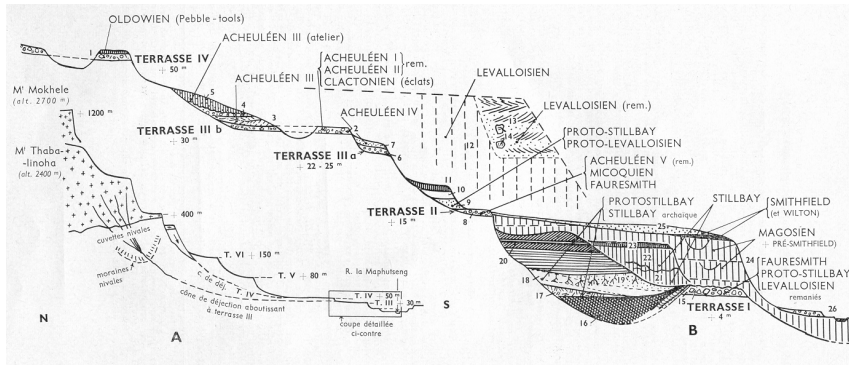 OLDOWIEN (Pebble-tools)
1
TERRASSE IV
+ 50 m
ACHEULÉEN III (atelier)
ACHEULÉEN III
ACHEULÉEN I
ACHEULÉEN II
CLACTONIEN (éclats)
rem.
5
4
3
2
TERRASSE III b
+ 30 m
ACHEULÉEN IV
7
6
TERRASSE III a
+ 22 - 25 m
LEVALLOISIEN
LEVALLOISIEN (rem.)
12
13
14
PROTO-STILLBAY
PROTO-LEVALLOISIEN
ACHEULÉEN V (rem.)
MICOQUIEN
FAURESMITH
11
10
9
8
TERRASSE II
+ 15 m
PROTOSTILLBAY
STILLBAY archaïque
STILLBAY
SMITHFIELD
(et WILTON)
MAGOSIEN
(+ PRÉ-SMITHFIELD)
FAURESMITH
PROTO-STILLBAY
LEVALLOISIEN
remaniés
25
23
22
24
20
18
19
17
16
15
TERRASSE I
+ 4 m
26
B
Mt Mokhele
(alt. 2700 m)
+ 1200 m
Mt Thaba-
linoha
(alt. 2400 m)
+ 400 m
cuvettes nivales
moraines
nivales
T. VI + 150 m
T. V + 80 m
c. de déj.
T. IV
cône de déjection aboutissant
à terrasse III
R. la Maphutseng
T. IV + 50 m
T. III + 30 m
coupe détaillée
ci-contre
N
A
S